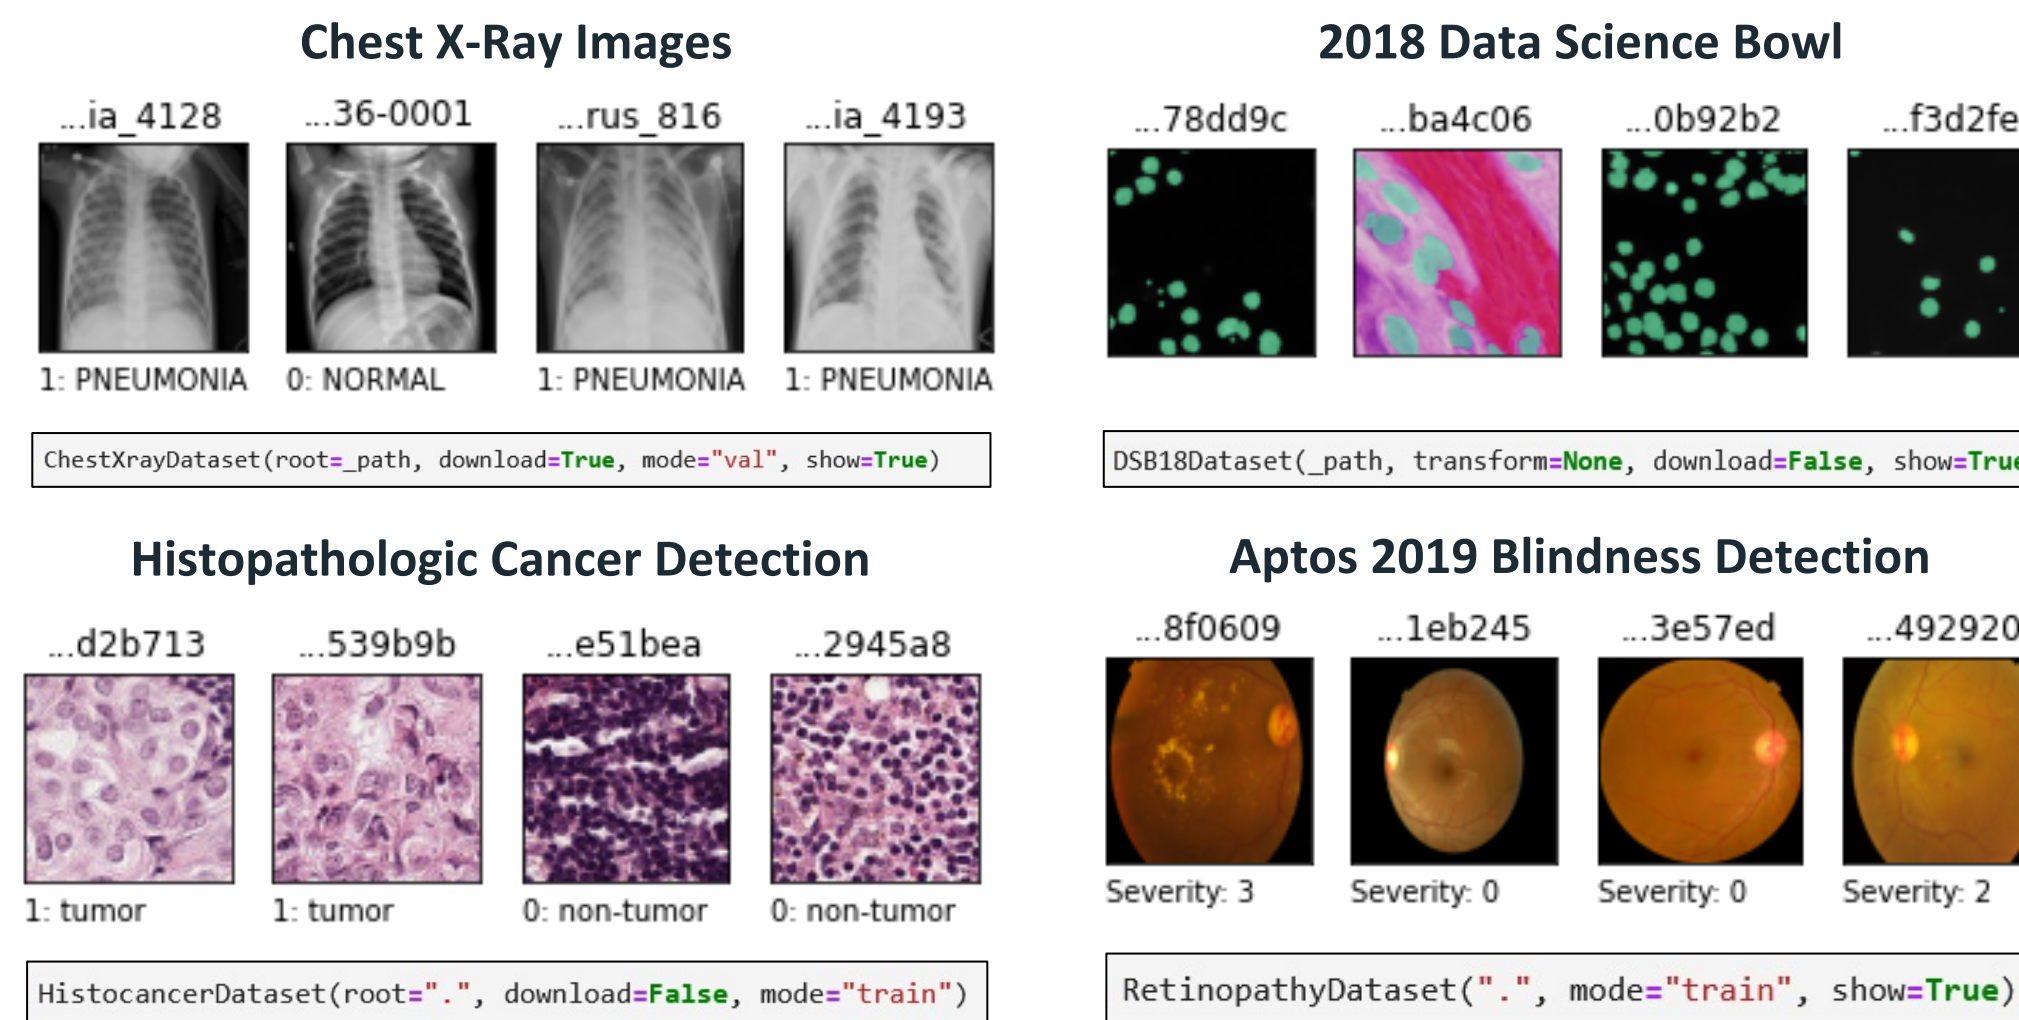 Chest X-Ray Images
...ia_4128 ...36-0001 ...rus_816 ...ia_4193
1: PNEUMONIA 0: NORMAL 1: PNEUMONIA 1: PNEUMONIA
ChestXrayDataset(root=_path, download=True, mode="val", show=True)
2018 Data Science Bowl
...78dd9c ...ba4c06 ...0b92b2 ...f3d2fe
DSB18Dataset(_path, transform=None, download=False, show=True
Histopathologic Cancer Detection
...d2b713 ...539b9b ...e51bea ...2945a8
1: tumor 1: tumor 0: non-tumor 0: non-tumor
HistocancerDataset(root=".", download=False, mode="train")
Aptos 2019 Blindness Detection
...8f0609 ...1eb245 ...3e57ed ...492920
Severity: 3 Severity: 0 Severity: 0 Severity: 2
RetinopathyDataset(".", mode="train", show=True)